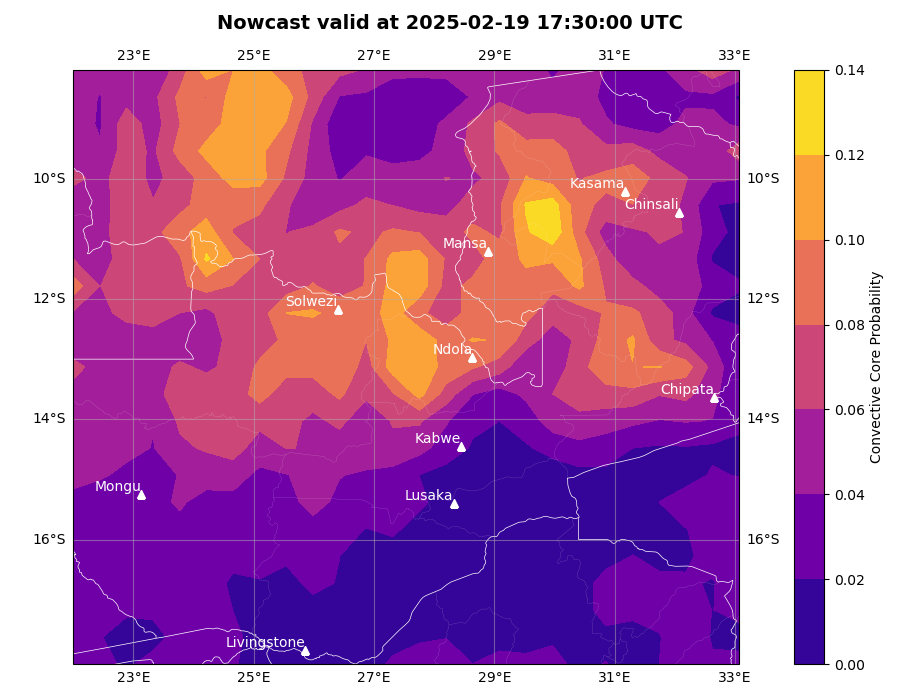 Nowcast valid at 2025-02-19 17:30:00 UTC
23°E 25°E 27°E 29°E 31°E 33°E
0.14
0.12
10°S Kasama
Chinsali
0.10
Mansa
12°S Solwezi
0.08
Ndola
Chipata
0.06
14°S
Kabwe
Mongu Lusaka
0.04
16°S
0.02
Livingstone
0.00
23°E 25°E 27°E 29°E 31°E 33°E
Convective Core Probability